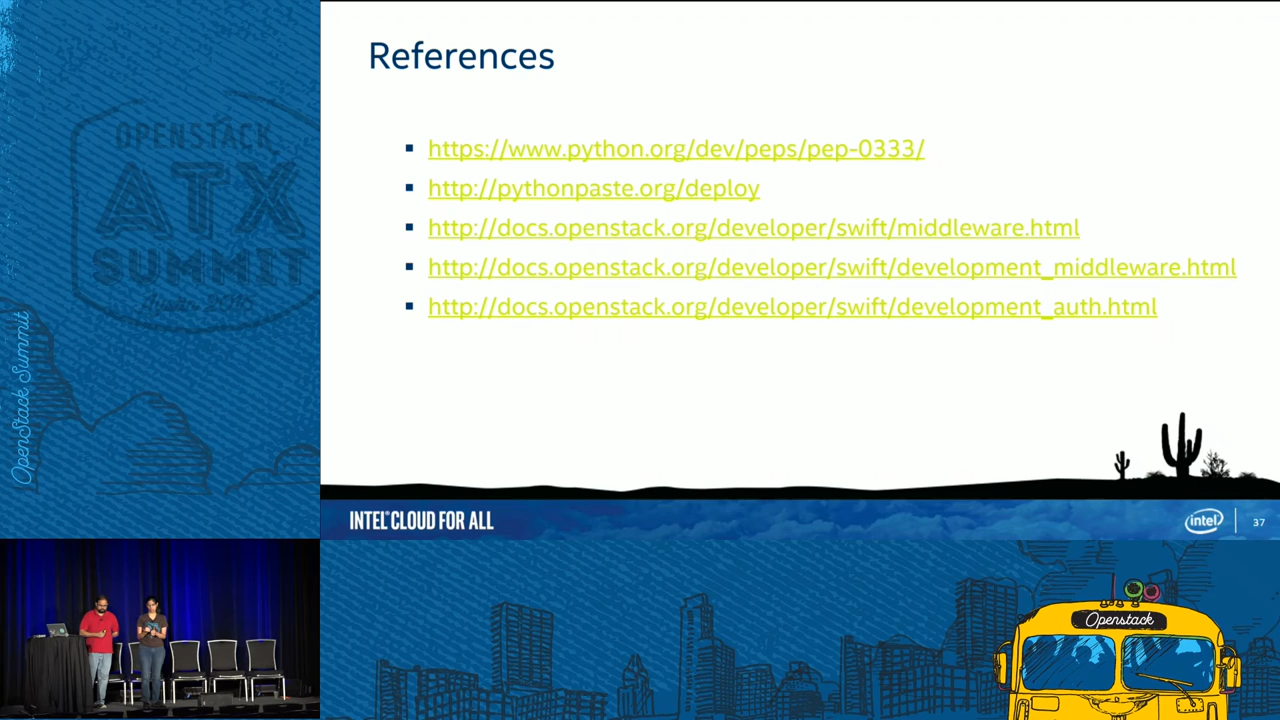 References
https://www.python.org/dev/peps/pep-0333/
http://pythonpaste.org/deploy
http://docs.openstack.org/developer/swift/middleware.html
http://docs.openstack.org/developer/swift/development_middleware.html
http://docs.openstack.org/developer/swift/development_auth.html
INTEL® CLOUD FOR ALL
intel
37
OPENSTACK
ATX
SUMMIT
OpenStack Summit
Openstack